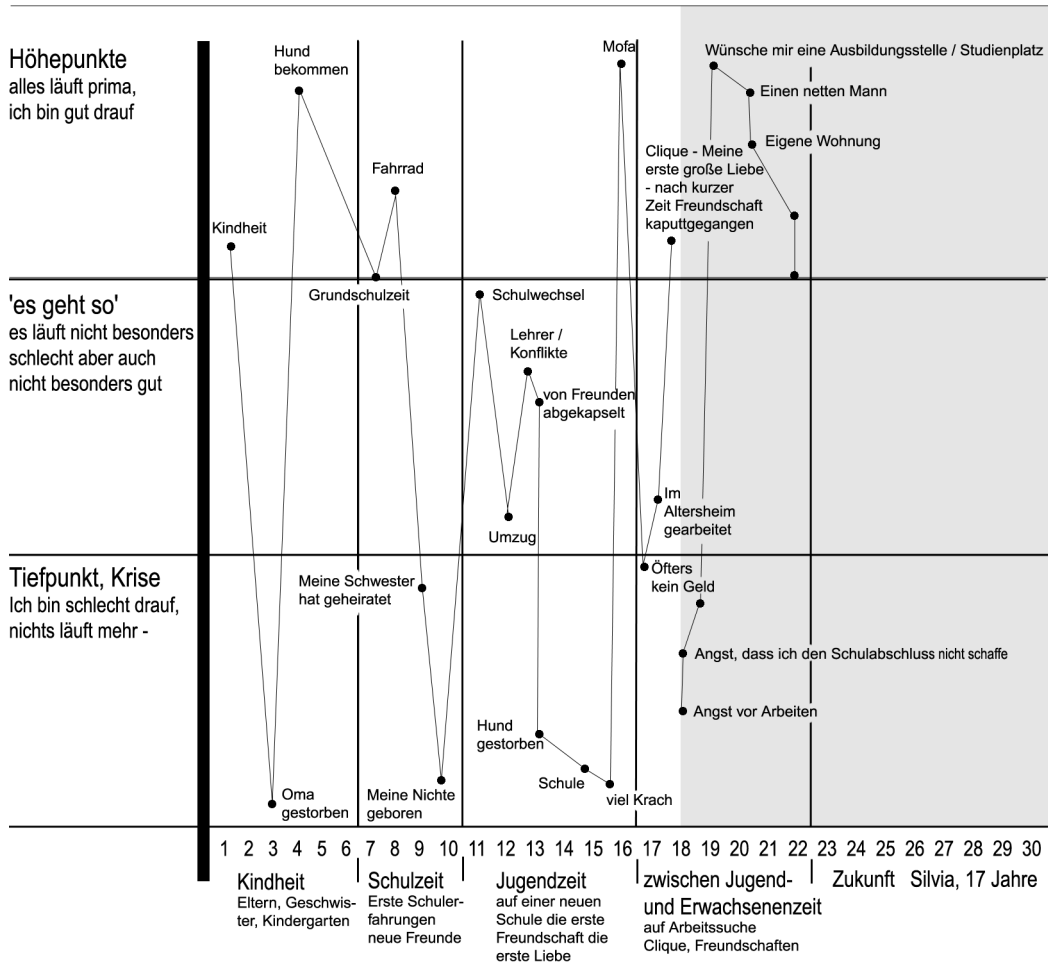 Höhepunkte
alles läuft prima,
ich bin gut drauf
'es geht so'
es läuft nicht besonders
schlecht aber auch
nicht besonders gut
Tiefpunkt, Krise
Ich bin schlecht drauf,
nichts läuft mehr -
Kindheit
Oma
gestorben
Hund
bekommen
Grundschulzeit
Fahrrad
Meine Schwester
hat geheiratet
Meine Nichte
geboren
Schulwechsel
Umzug
Lehrer /
Konflikte
von Freunden
abgekapselt
Hund
gestorben
Schule
viel Krach
Mofa
Öfters
kein Geld
Im
Altersheim
gearbeitet
Clique - Meine
erste große Liebe
- nach kurzer
Zeit Freundschaft
kaputtgegangen
Wünsche mir eine Ausbildungsstelle / Studienplatz
Einen netten Mann
Eigene Wohnung
Angst, dass ich den Schulabschluss nicht schaffe
Angst vor Arbeiten
1 2 3 4 5 6 7 8 9 10 11 12 13 14 15 16 17 18 19 20 21 22 23 24 25 26 27 28 29 30
Kindheit
Eltern, Geschwis-
ter, Kindergarten
Schulzeit
Erste Schuler-
fahrungen
neue Freunde
Jugendzeit
auf einer neuen
Schule die erste
Freundschaft die
erste Liebe
zwischen Jugend-
und Erwachsenenzeit
auf Arbeitssuche
Clique, Freundschaften
Zukunft Silvia, 17 Jahre